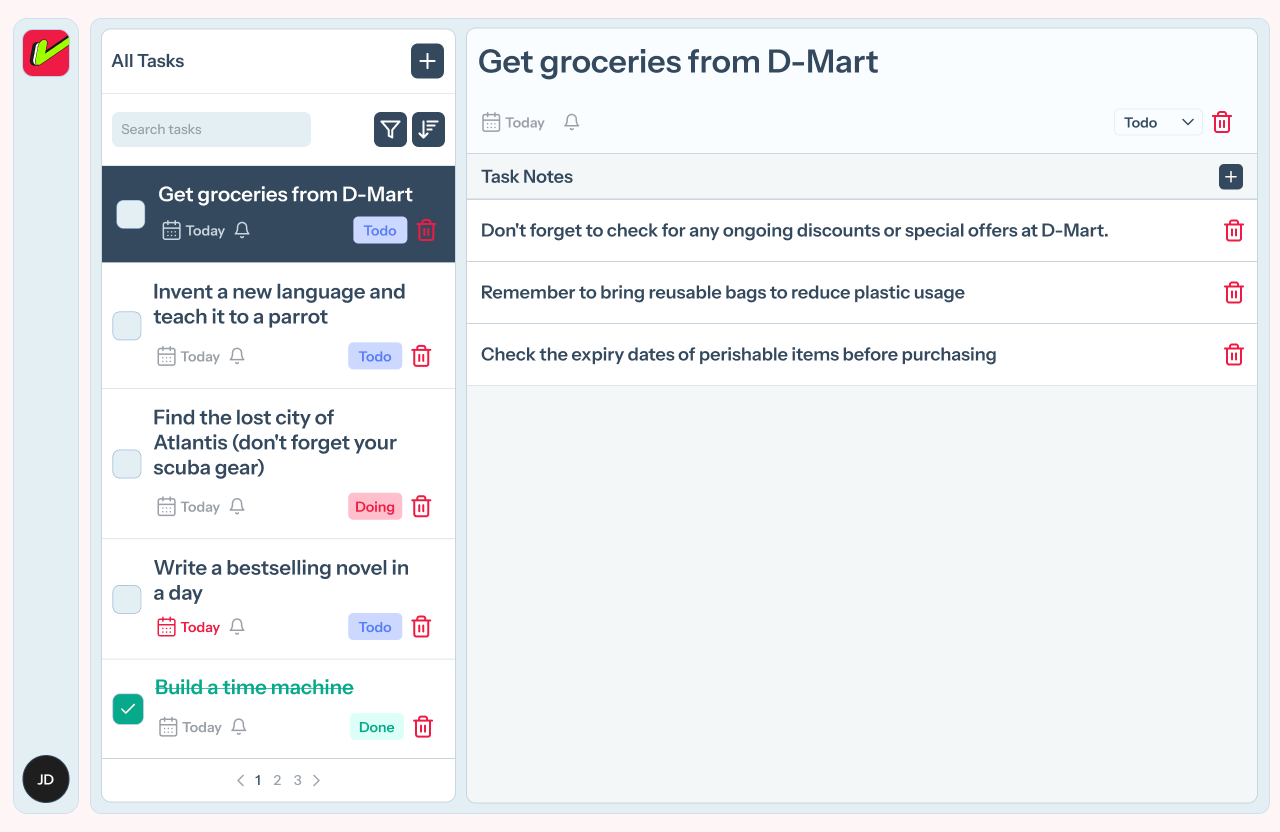 All Tasks
Search tasks
Get groceries from D-Mart
Today
Todo
Invent a new language and
teach it to a parrot
Today
Todo
Find the lost city of
Atlantis (don't forget your
scuba gear)
Today
Doing
Write a bestselling novel in
a day
Today
Todo
Build a time machine
Today
Done
1 2 3
JD
Get groceries from D-Mart
Today
Todo
Task Notes
Don't forget to check for any ongoing discounts or special offers at D-Mart.
Remember to bring reusable bags to reduce plastic usage
Check the expiry dates of perishable items before purchasing